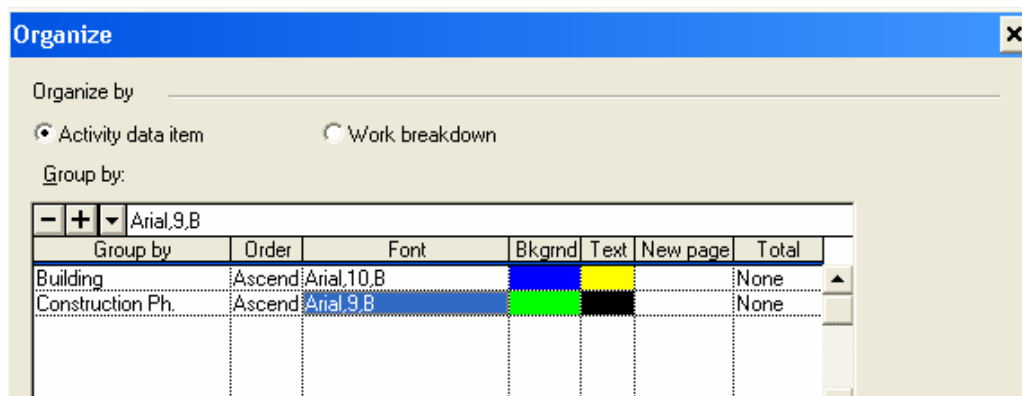 Organize
Organize by
Activity data item Work breakdown
Group by:
Arial,9,B
Group by Order Font Bkgrnd Text New page Total
Building Ascend Arial,10,B None
Construction Ph. Ascend Arial,9,B None